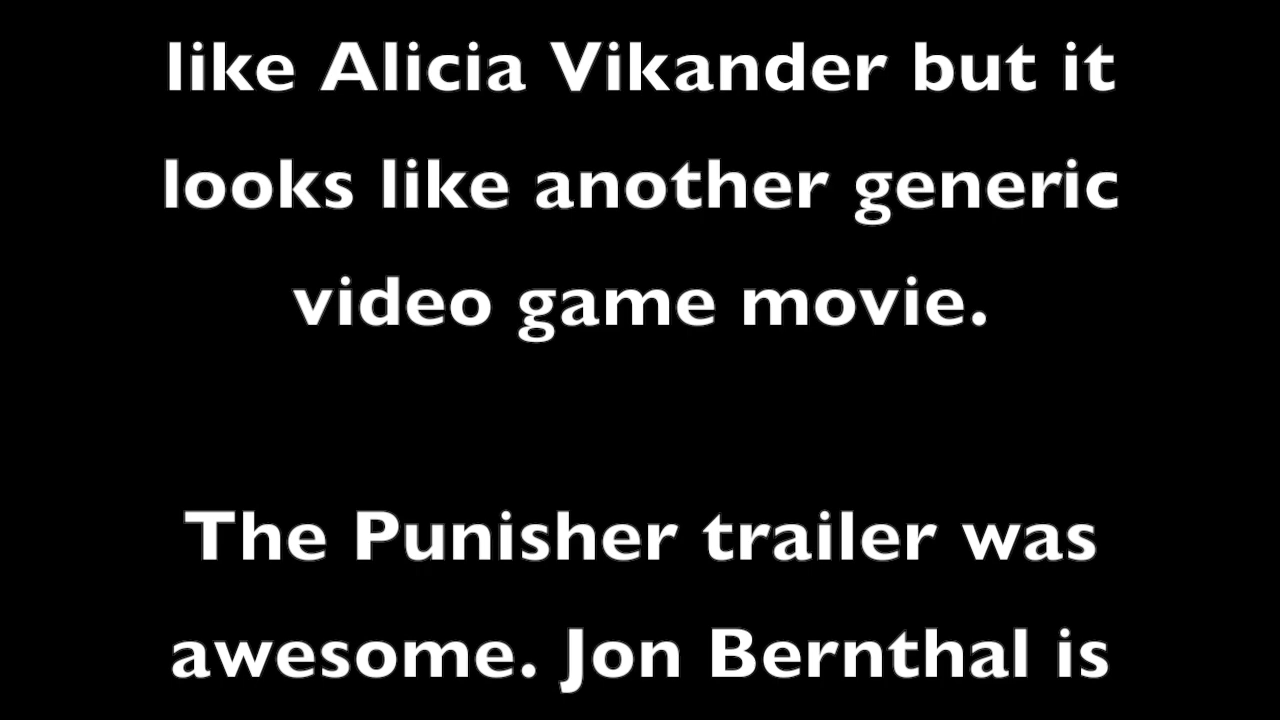 like Alicia Vikander but it
looks like another generic
video game movie.
The Punisher trailer was
awesome. Jon Bernthal is